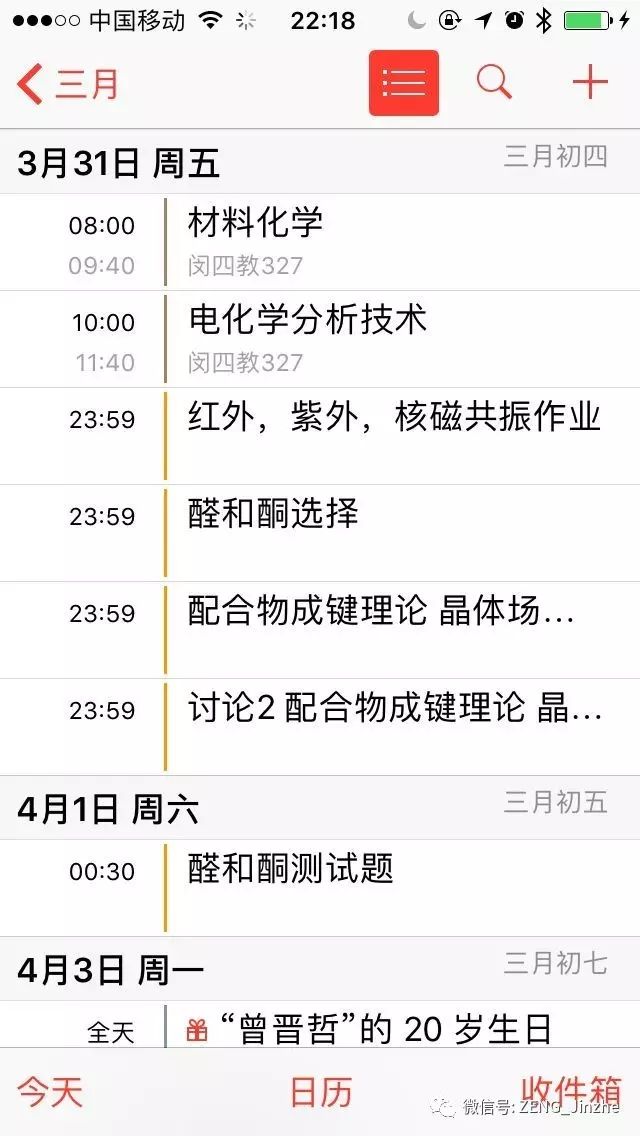 中国移动 22:18
三月
3月31日 周五 三月初四
08:00 材料化学
09:40 闵四教327
10:00 电化学分析技术
11:40 闵四教327
23:59 红外，紫外，核磁共振作业
23:59 醛和酮选择
23:59 配合物成键理论 晶体场...
23:59 讨论2 配合物成键理论 晶...
4月1日 周六 三月初五
00:30 醛和酮测试题
4月3日 周一 三月初七
全天 “曾晋哲”的 20 岁生日
今天 日历 收件箱
微信号: ZENG_Jinzhe